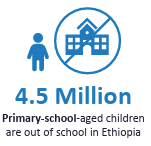 4.5 Million
Primary-school-aged children
are out of school in Ethiopia